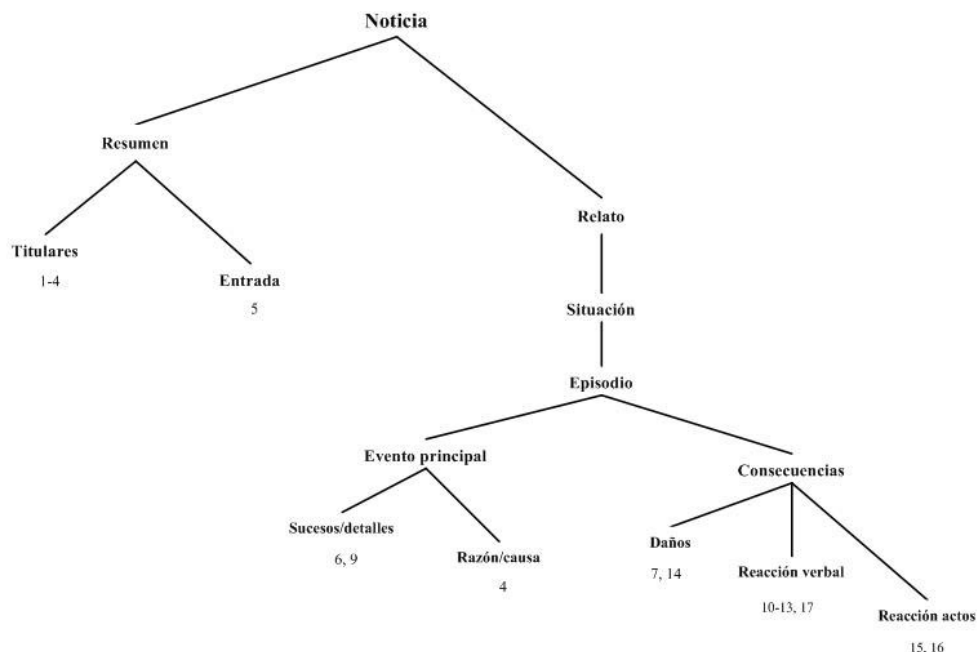 Noticia
Resumen
Relato
Titulares
1-4
Entrada
5
Situación
Episodio
Evento principal
Consecuencias
Sucesos/detalles
6, 9
Razón/causa
4
Daños
7, 14
Reacción verbal
10-13, 17
Reacción actos
15, 16